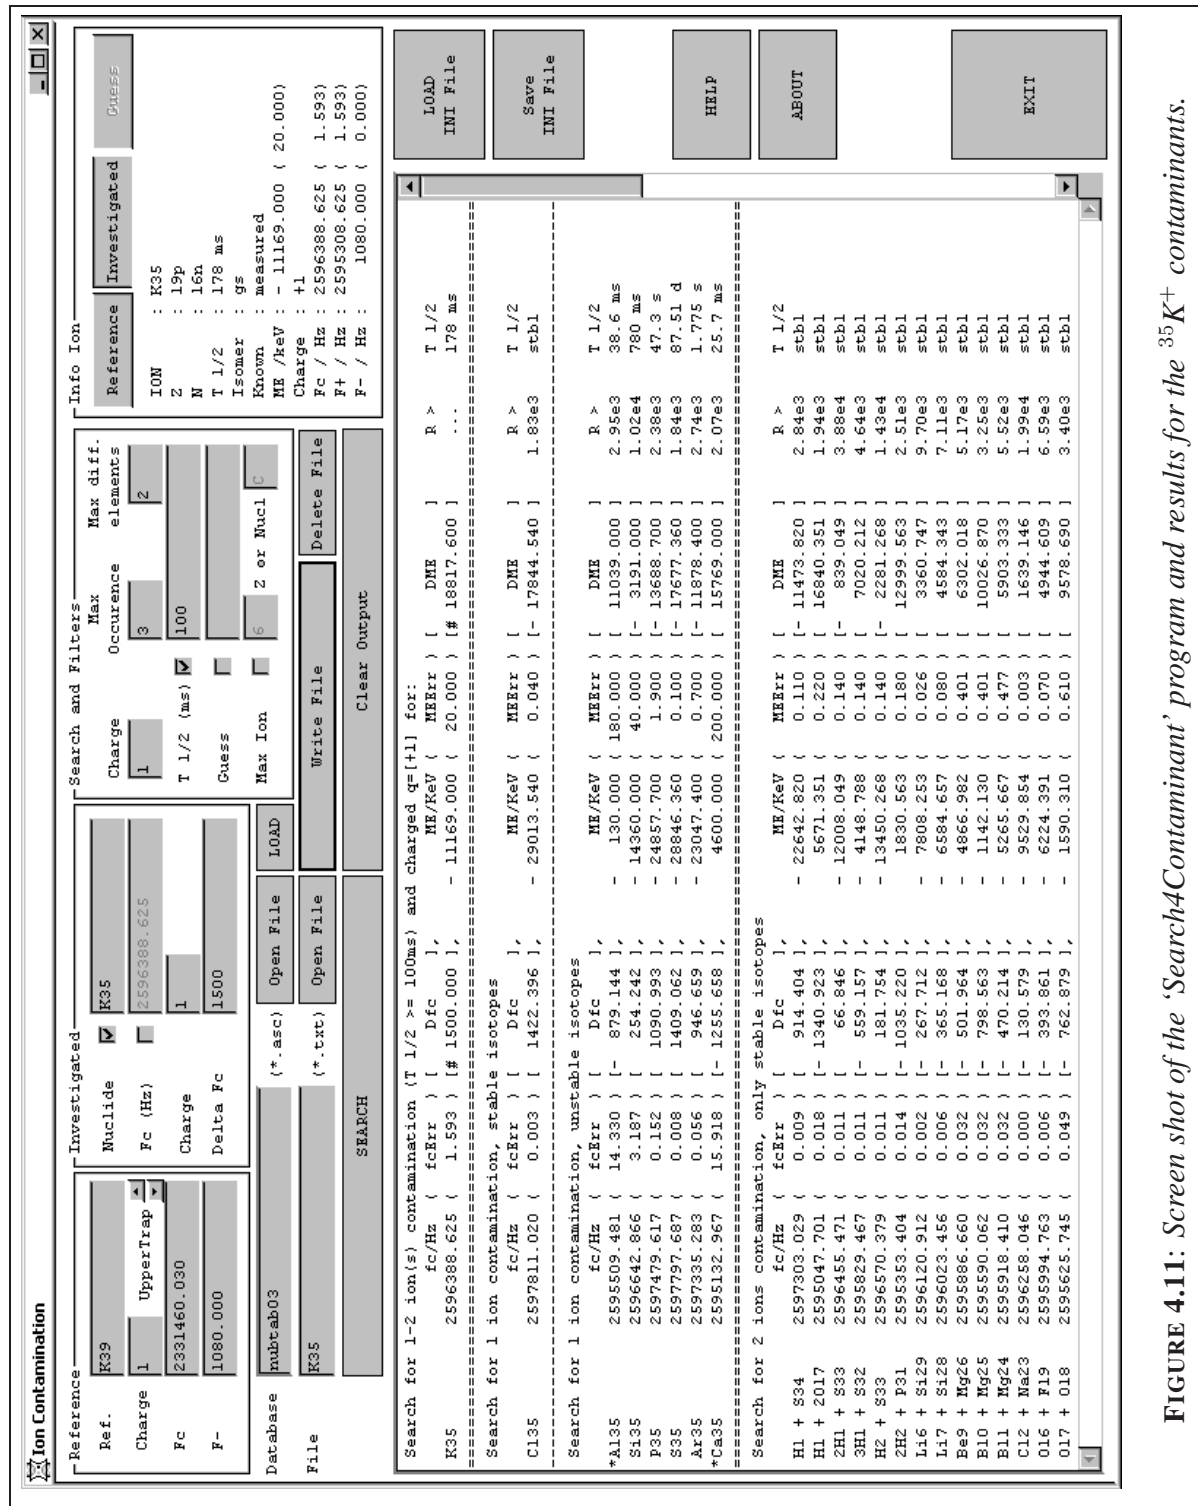 Ion Contamination
Reference
Ref. K39
Charge 1 UpperTrap
Fc 2331460.030
F- 1080.000
Investigated
Nuclide K35
Fc (Hz) 2596388.625
Charge 1
Delta Fc 1500
Search and Filters
Charge Max Occurence Max diff. elements
1 3 2
T 1/2 (ms) 100
Guess
Max Ion 6 Z or Nucl C
Info Ion
Reference Investigated Guess
ION : K35
Z : 19p
N : 16n
T 1/2 : 178 ms
Isomer : gs
Known : measured
ME /keV : - 11169.000 ( 20.000)
Charge : +1
Fc / Hz : 2596388.625 ( 1.593)
F+ / Hz : 2595308.625 ( 1.593)
F- / Hz : 1080.000 ( 0.000)
Database nubtab03 (*.asc) Open File LOAD
File K35 (*.txt) Open File Write File Delete File
SEARCH Clear Output
Search for 1-2 ion(s) contamination (T 1/2 >= 100ms) and charged q=[+1] for:
fc/Hz ( fcErr ) [ Dfc ], ME/KeV ( MEErr ) [ DME ] R > T 1/2
K35 2596388.625 ( 1.593 ) [# 1500.000 ], - 11169.000 ( 20.000 ) [# 18817.600 ] ... 178 ms
Search for 1 ion contamination, stable isotopes
fc/Hz ( fcErr ) [ Dfc ], ME/KeV ( MEErr ) [ DME ] R > T 1/2
Cl35 2597811.020 ( 0.003 ) [ 1422.396 ], - 29013.540 ( 0.040 ) [- 17844.540 ] 1.83e3 stbl
Search for 1 ion contamination, unstable isotopes
fc/Hz ( fcErr ) [ Dfc ], ME/KeV ( MEErr ) [ DME ] R > T 1/2
*Al35 2595509.481 ( 14.330 ) [- 879.144 ], - 130.000 ( 180.000 ) [ 11039.000 ] 2.95e3 38.6 ms
Si35 2596642.866 ( 3.187 ) [ 254.242 ], - 14360.000 ( 40.000 ) [- 3191.000 ] 1.02e4 780 ms
P35 2597479.617 ( 0.152 ) [ 1090.993 ], - 24857.700 ( 1.900 ) [- 13688.700 ] 2.38e3 47.3 s
S35 2597797.687 ( 0.008 ) [ 1409.062 ], - 28846.360 ( 0.100 ) [- 17677.360 ] 1.84e3 87.51 d
Ar35 2597335.283 ( 0.056 ) [ 946.659 ], - 23047.400 ( 0.700 ) [- 11878.400 ] 2.74e3 1.775 s
*Ca35 2595132.967 ( 15.918 ) [- 1255.658 ], 4600.000 ( 200.000 ) [ 15769.000 ] 2.07e3 25.7 ms
Search for 2 ions contamination, only stable isotopes
fc/Hz ( fcErr ) [ Dfc ], ME/KeV ( MEErr ) [ DME ] R > T 1/2
H1 + S34 2597303.029 ( 0.009 ) [ 914.404 ], - 22642.820 ( 0.110 ) [- 11473.820 ] 2.84e3 stbl
H1 + 2O17 2595047.701 ( 0.018 ) [- 1340.923 ], 5671.351 ( 0.220 ) [ 16840.351 ] 1.94e3 stbl
2H1 + S33 2596455.471 ( 0.011 ) [ 66.846 ], - 12008.049 ( 0.140 ) [- 839.049 ] 3.88e4 stbl
3H1 + S32 2595829.467 ( 0.011 ) [- 559.157 ], - 4148.788 ( 0.140 ) [ 7020.212 ] 4.64e3 stbl
H2 + S33 2596570.379 ( 0.011 ) [ 181.754 ], - 13450.268 ( 0.140 ) [- 2281.268 ] 1.43e4 stbl
2H2 + P31 2595353.404 ( 0.014 ) [- 1035.220 ], 1830.563 ( 0.180 ) [ 12999.563 ] 2.51e3 stbl
Li6 + Si29 2596120.912 ( 0.002 ) [- 267.712 ], - 7808.253 ( 0.026 ) [ 3360.747 ] 9.70e3 stbl
Li7 + Si28 2596023.456 ( 0.006 ) [- 365.168 ], - 6584.657 ( 0.080 ) [ 4584.343 ] 7.11e3 stbl
Be9 + Mg26 2595886.660 ( 0.032 ) [- 501.964 ], - 4866.982 ( 0.401 ) [ 6302.018 ] 5.17e3 stbl
B10 + Mg25 2595590.062 ( 0.032 ) [- 798.563 ], - 1142.130 ( 0.401 ) [ 10026.870 ] 3.25e3 stbl
B11 + Mg24 2595918.410 ( 0.032 ) [- 470.214 ], - 5265.667 ( 0.477 ) [ 5903.333 ] 5.52e3 stbl
C12 + Na23 2596258.046 ( 0.000 ) [- 130.579 ], - 9529.854 ( 0.003 ) [ 1639.146 ] 1.99e4 stbl
O16 + F19 2595994.763 ( 0.006 ) [- 393.861 ], - 6224.391 ( 0.070 ) [ 4944.609 ] 6.59e3 stbl
O17 + O18 2595625.745 ( 0.049 ) [- 762.879 ], - 1590.310 ( 0.610 ) [ 9578.690 ] 3.40e3 stbl
LOAD
INI File
Save
INI File
HELP
ABOUT
EXIT
FIGURE 4.11: Screen shot of the ‘Search4Contaminant’ program and results for the ³⁵K⁺ contaminants.